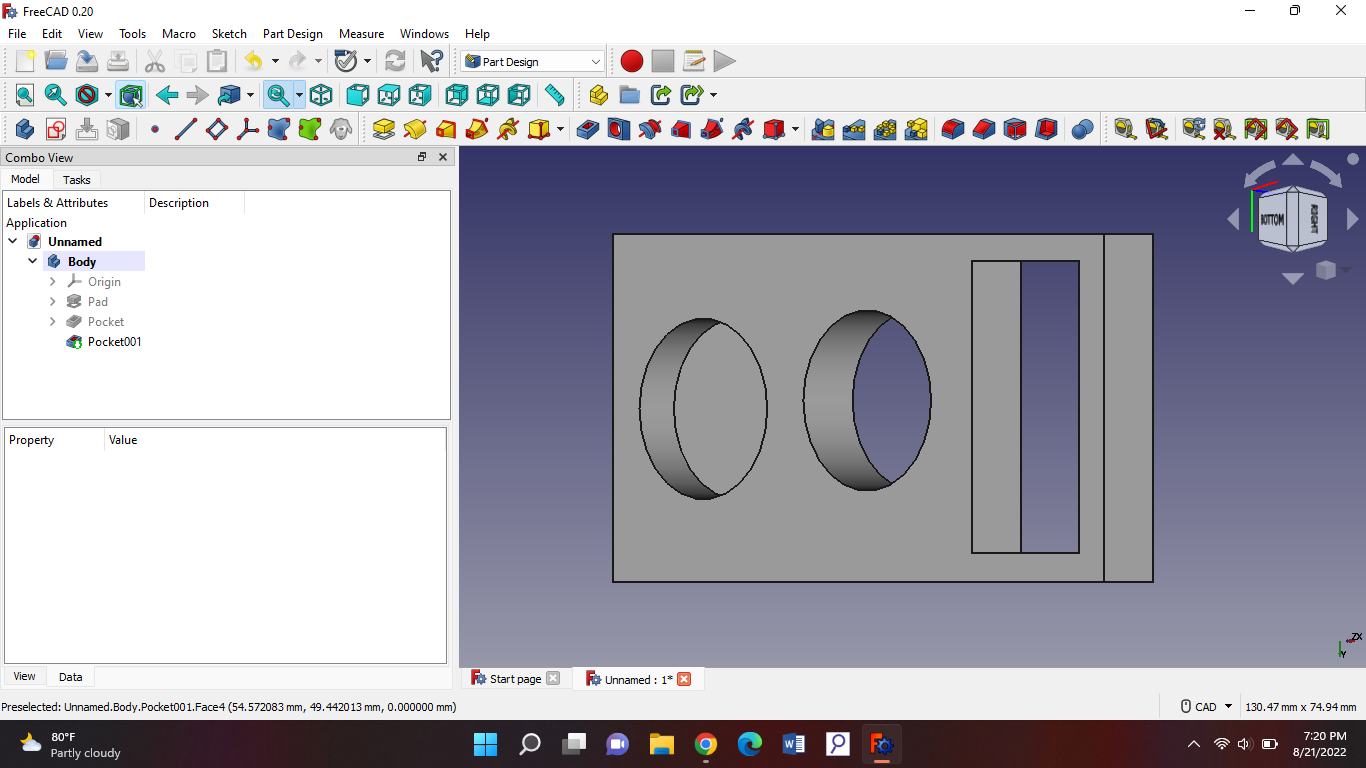 FreeCAD 0.20
File Edit View Tools Macro Sketch Part Design Measure Windows Help
Part Design
Combo View
Model Tasks
Labels & Attributes Description
Application
Unnamed
Body
Origin
Pad
Pocket
Pocket001
Property Value
View Data
BOTTOM RIGHT
ZX
Y
Start page Unnamed : 1*
Preselected: Unnamed.Body.Pocket001.Face4 (54.572083 mm, 49.442013 mm, 0.000000 mm) CAD 130.47 mm x 74.94 mm
80°F
Partly cloudy
7:20 PM
8/21/2022